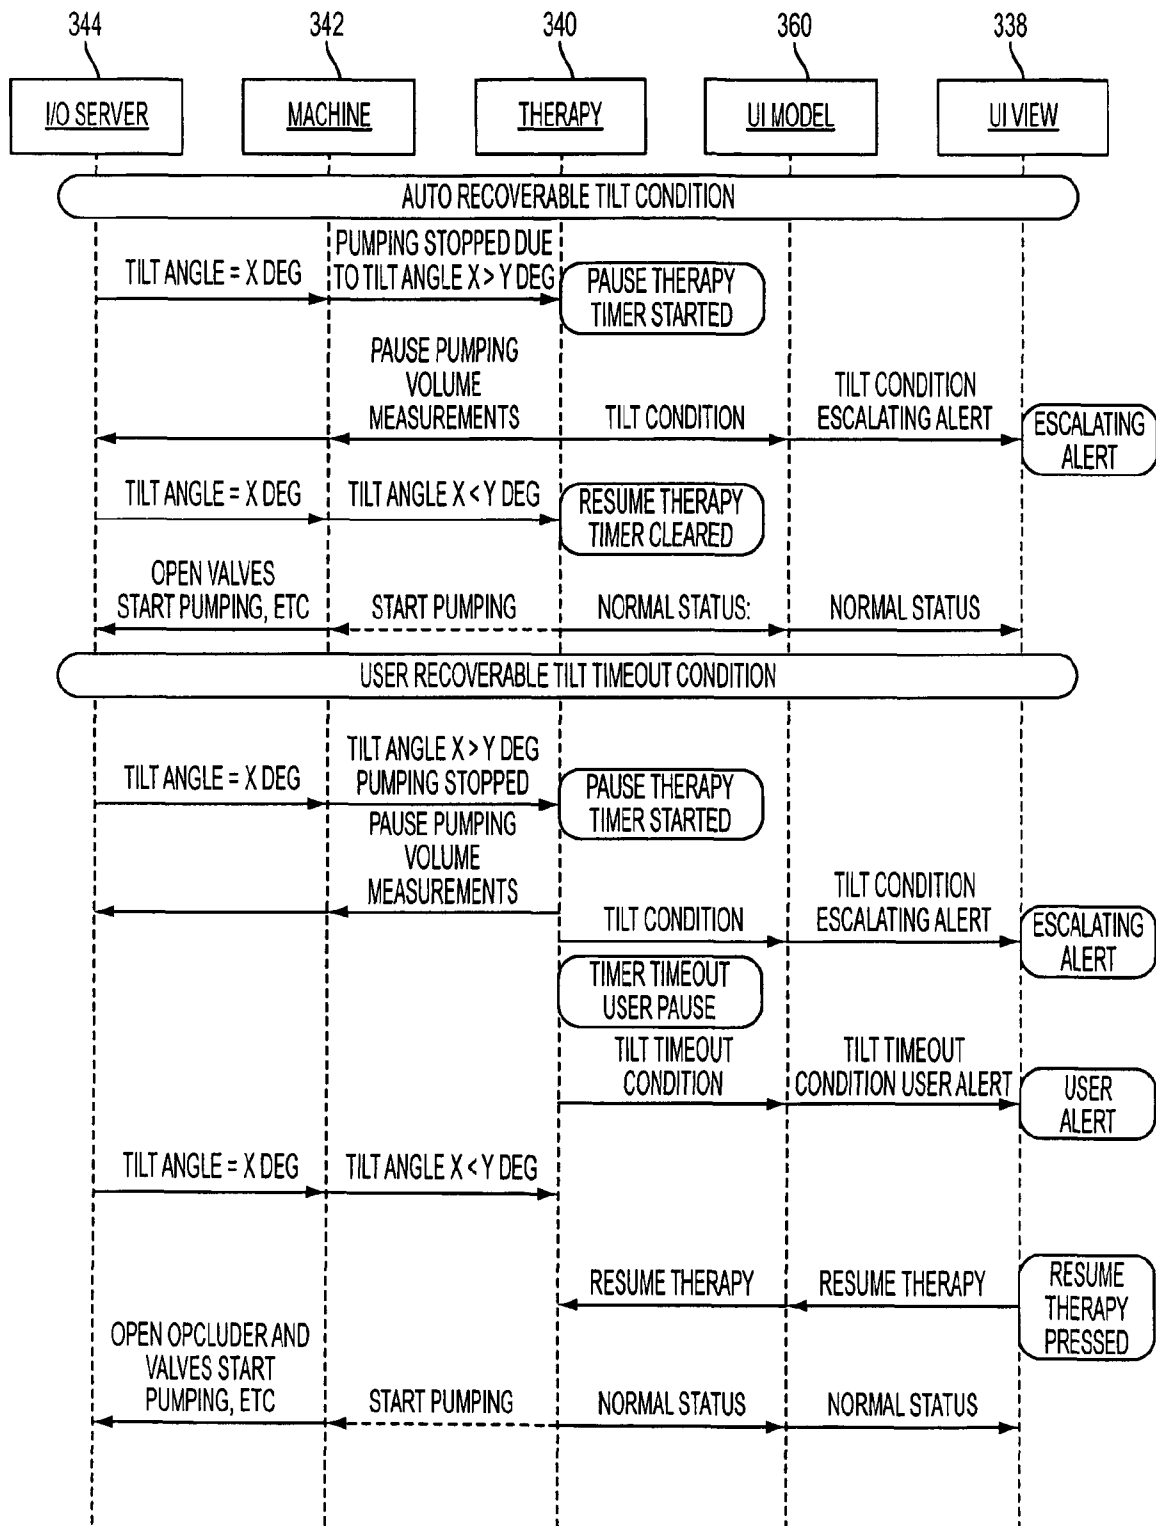 344
342
340
360
338
I/O SERVER
MACHINE
THERAPY
UI MODEL
UI VIEW
AUTO RECOVERABLE TILT CONDITION
TILT ANGLE = X DEG
PUMPING STOPPED DUE
TO TILT ANGLE X > Y DEG
PAUSE THERAPY
TIMER STARTED
PAUSE PUMPING
VOLUME
MEASUREMENTS
TILT CONDITION
TILT CONDITION
ESCALATING ALERT
ESCALATING
ALERT
TILT ANGLE = X DEG
TILT ANGLE X < Y DEG
RESUME THERAPY
TIMER CLEARED
OPEN VALVES
START PUMPING, ETC
START PUMPING
NORMAL STATUS:
NORMAL STATUS
USER RECOVERABLE TILT TIMEOUT CONDITION
TILT ANGLE = X DEG
TILT ANGLE X > Y DEG
PUMPING STOPPED
PAUSE THERAPY
TIMER STARTED
PAUSE PUMPING
VOLUME
MEASUREMENTS
TILT CONDITION
TILT CONDITION
ESCALATING ALERT
ESCALATING
ALERT
TIMER TIMEOUT
USER PAUSE
TILT TIMEOUT
CONDITION
TILT TIMEOUT
CONDITION USER ALERT
USER
ALERT
TILT ANGLE = X DEG
TILT ANGLE X < Y DEG
RESUME THERAPY
RESUME THERAPY
RESUME
THERAPY
PRESSED
OPEN OPCLUDER AND
VALVES START
PUMPING, ETC
START PUMPING
NORMAL STATUS
NORMAL STATUS